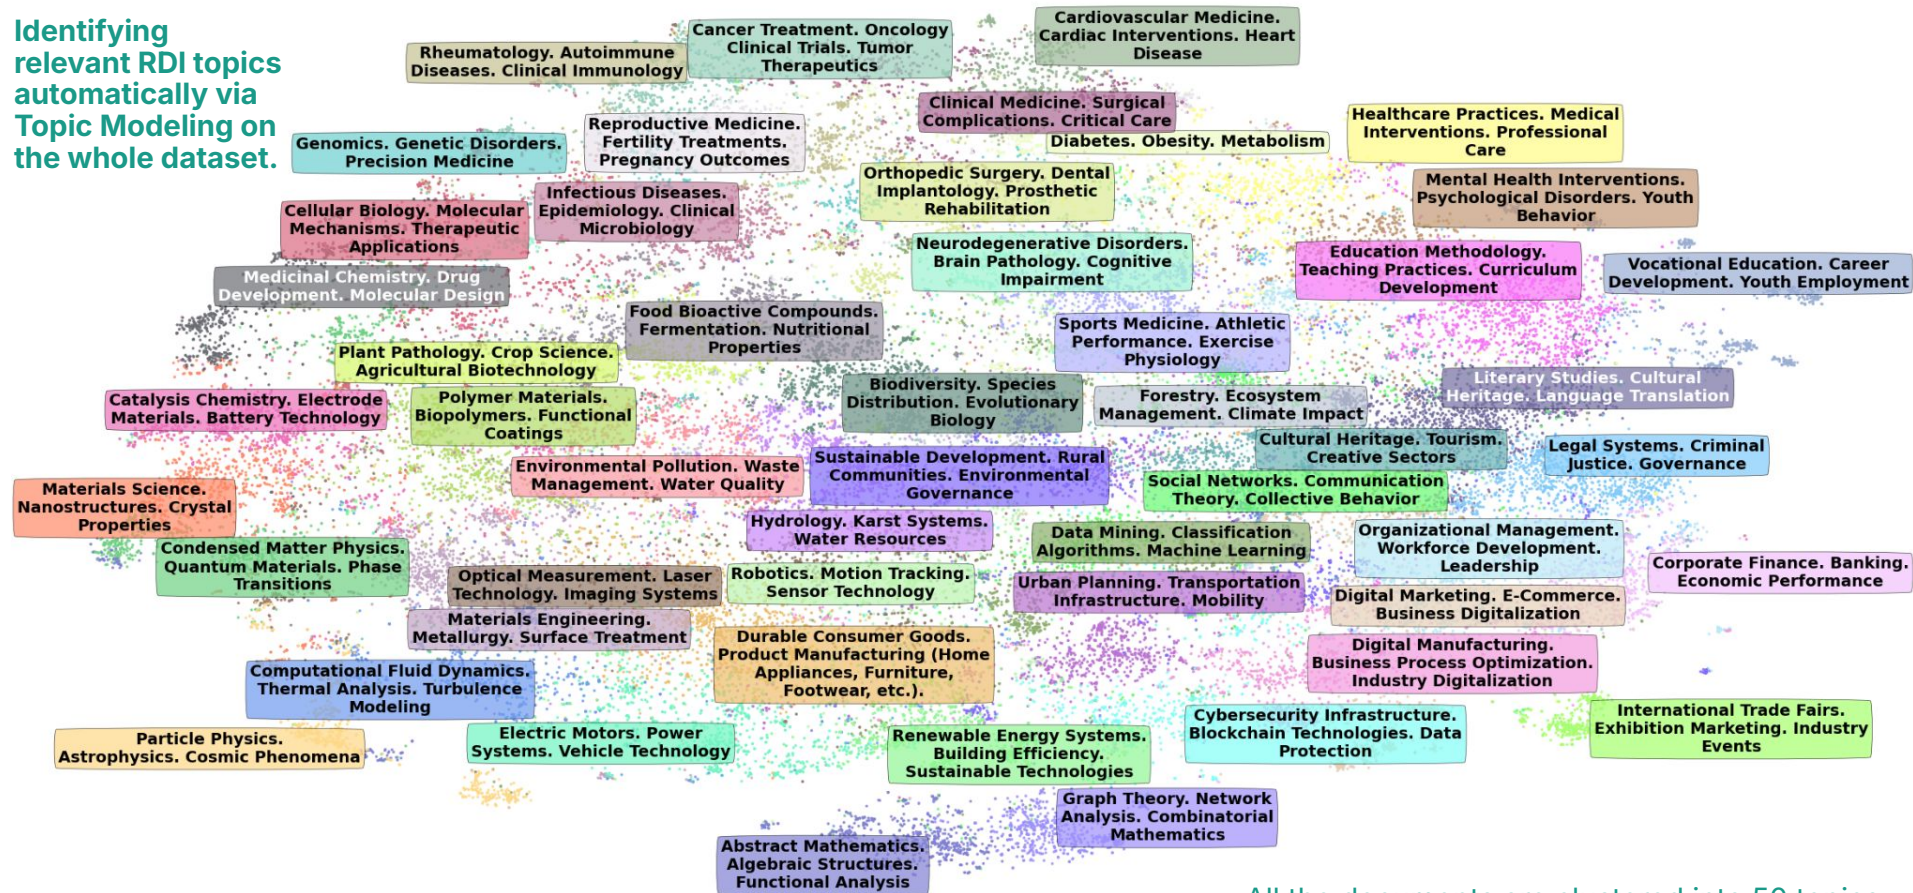 Identifying
relevant RDI topics
automatically via
Topic Modeling on
the whole dataset.
Rheumatology. Autoimmune
Diseases. Clinical Immunology
Cancer Treatment. Oncology
Clinical Trials. Tumor
Therapeutics
Cardiovascular Medicine.
Cardiac Interventions. Heart
Disease
Clinical Medicine. Surgical
Complications. Critical Care
Diabetes. Obesity. Metabolism
Healthcare Practices. Medical
Interventions. Professional
Care
Genomics. Genetic Disorders.
Precision Medicine
Reproductive Medicine.
Fertility Treatments.
Pregnancy Outcomes
Orthopedic Surgery. Dental
Implantology. Prosthetic
Rehabilitation
Mental Health Interventions.
Psychological Disorders. Youth
Behavior
Cellular Biology. Molecular
Mechanisms. Therapeutic
Applications
Infectious Diseases.
Epidemiology. Clinical
Microbiology
Neurodegenerative Disorders.
Brain Pathology. Cognitive
Impairment
Education Methodology.
Teaching Practices. Curriculum
Development
Vocational Education. Career
Development. Youth Employment
Medicinal Chemistry. Drug
Development. Molecular Design
Food Bioactive Compounds.
Fermentation. Nutritional
Properties
Sports Medicine. Athletic
Performance. Exercise
Physiology
Plant Pathology. Crop Science.
Agricultural Biotechnology
Catalysis Chemistry. Electrode
Materials. Battery Technology
Polymer Materials.
Biopolymers. Functional
Coatings
Biodiversity. Species
Distribution. Evolutionary
Biology
Forestry. Ecosystem
Management. Climate Impact
Literary Studies. Cultural
Heritage. Language Translation
Cultural Heritage. Tourism.
Creative Sectors
Legal Systems. Criminal
Justice. Governance
Environmental Pollution. Waste
Management. Water Quality
Sustainable Development. Rural
Communities. Environmental
Governance
Social Networks. Communication
Theory. Collective Behavior
Materials Science.
Nanostructures. Crystal
Properties
Hydrology. Karst Systems.
Water Resources
Data Mining. Classification
Algorithms. Machine Learning
Organizational Management.
Workforce Development.
Leadership
Condensed Matter Physics.
Quantum Materials. Phase
Transitions
Optical Measurement. Laser
Technology. Imaging Systems
Robotics. Motion Tracking.
Sensor Technology
Urban Planning. Transportation
Infrastructure. Mobility
Corporate Finance. Banking.
Economic Performance
Digital Marketing. E-Commerce.
Business Digitalization
Materials Engineering.
Metallurgy. Surface Treatment
Durable Consumer Goods.
Product Manufacturing (Home
Appliances, Furniture,
Footwear, etc.).
Digital Manufacturing.
Business Process Optimization.
Industry Digitalization
Computational Fluid Dynamics.
Thermal Analysis. Turbulence
Modeling
Particle Physics.
Astrophysics. Cosmic Phenomena
Electric Motors. Power
Systems. Vehicle Technology
Renewable Energy Systems.
Building Efficiency.
Sustainable Technologies
Cybersecurity Infrastructure.
Blockchain Technologies. Data
Protection
International Trade Fairs.
Exhibition Marketing. Industry
Events
Graph Theory. Network
Analysis. Combinatorial
Mathematics
Abstract Mathematics.
Algebraic Structures.
Functional Analysis